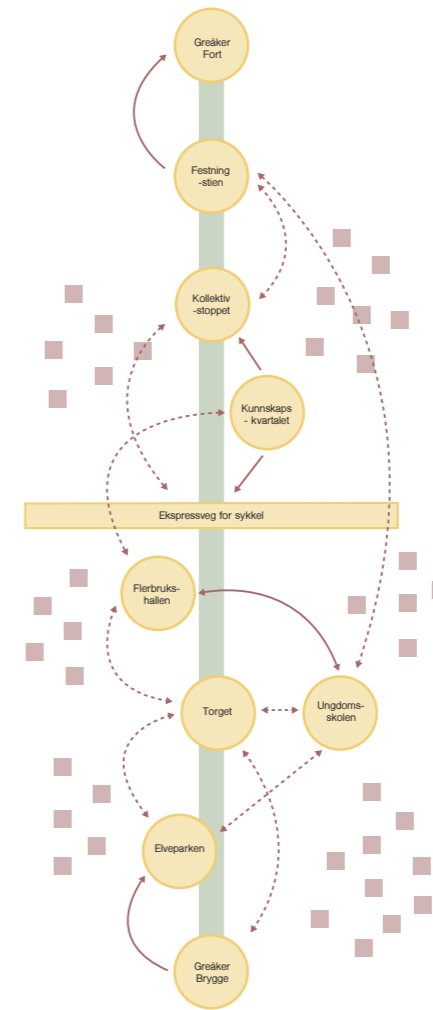 Greåker
Fort
Festning
-stien
Kollektiv
-stoppet
Kunnskaps
- kvartalet
Ekspressveg for sykkel
Flerbruks-
hallen
Torget
Ungdoms-
skolen
Elveparken
Greåker
Brygge